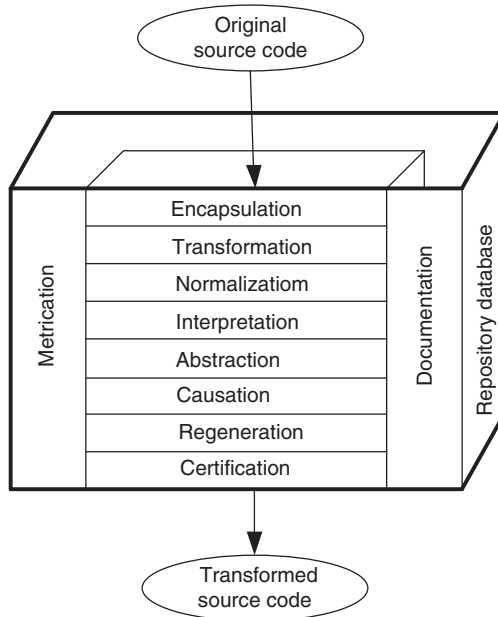 Original
source code
Encapsulation
Transformation
Normalizatiom
Interpretation
Abstraction
Causation
Regeneration
Certification
Metrication
Documentation
Repository database
Transformed
source code